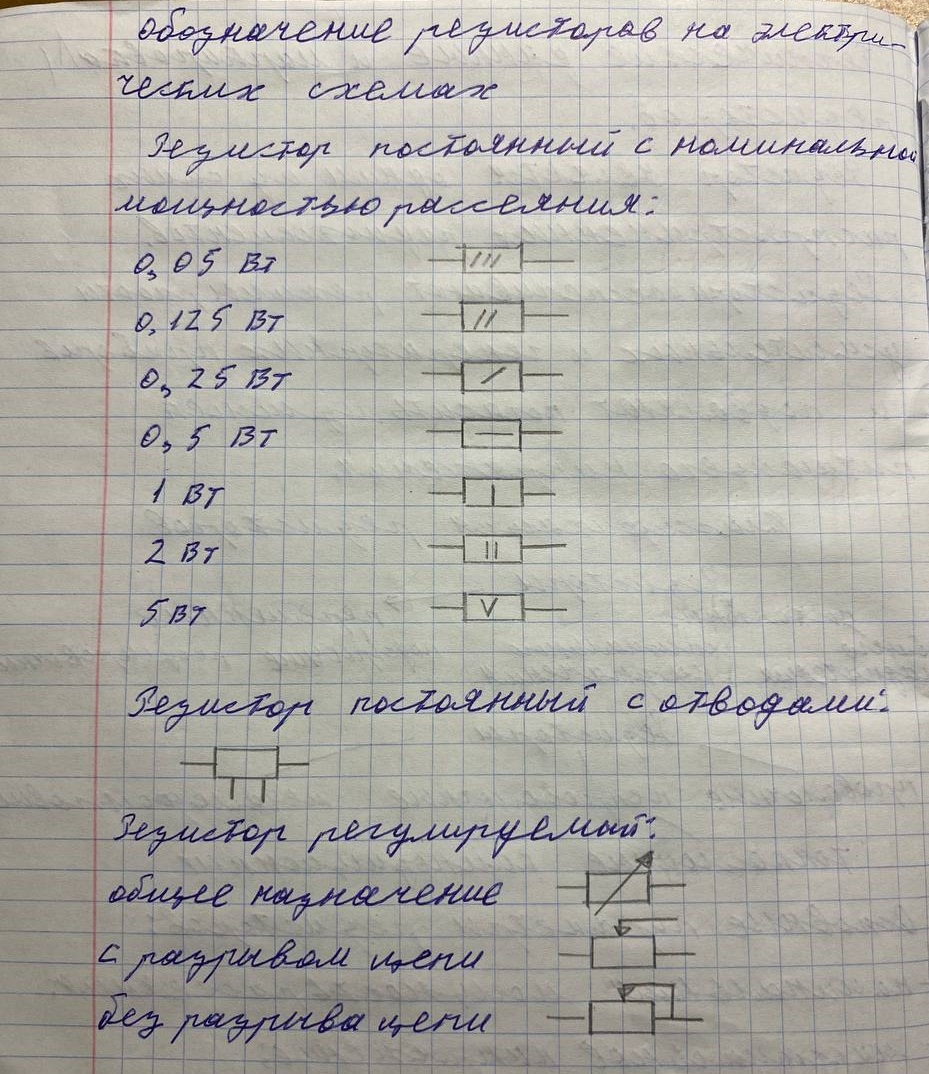 Обозначение резисторов на электри-
ческих схемах
Резистор постоянный с номинальной
мощностью рассеяния:
0,05 Вт
0,125 Вт
0,25 Вт
0,5 Вт
1 Вт
2 Вт
5 Вт
Резистор постоянный с отводами:
Резистор регулируемый:
общее назначение
с разрывом цепи
без разрыва цепи